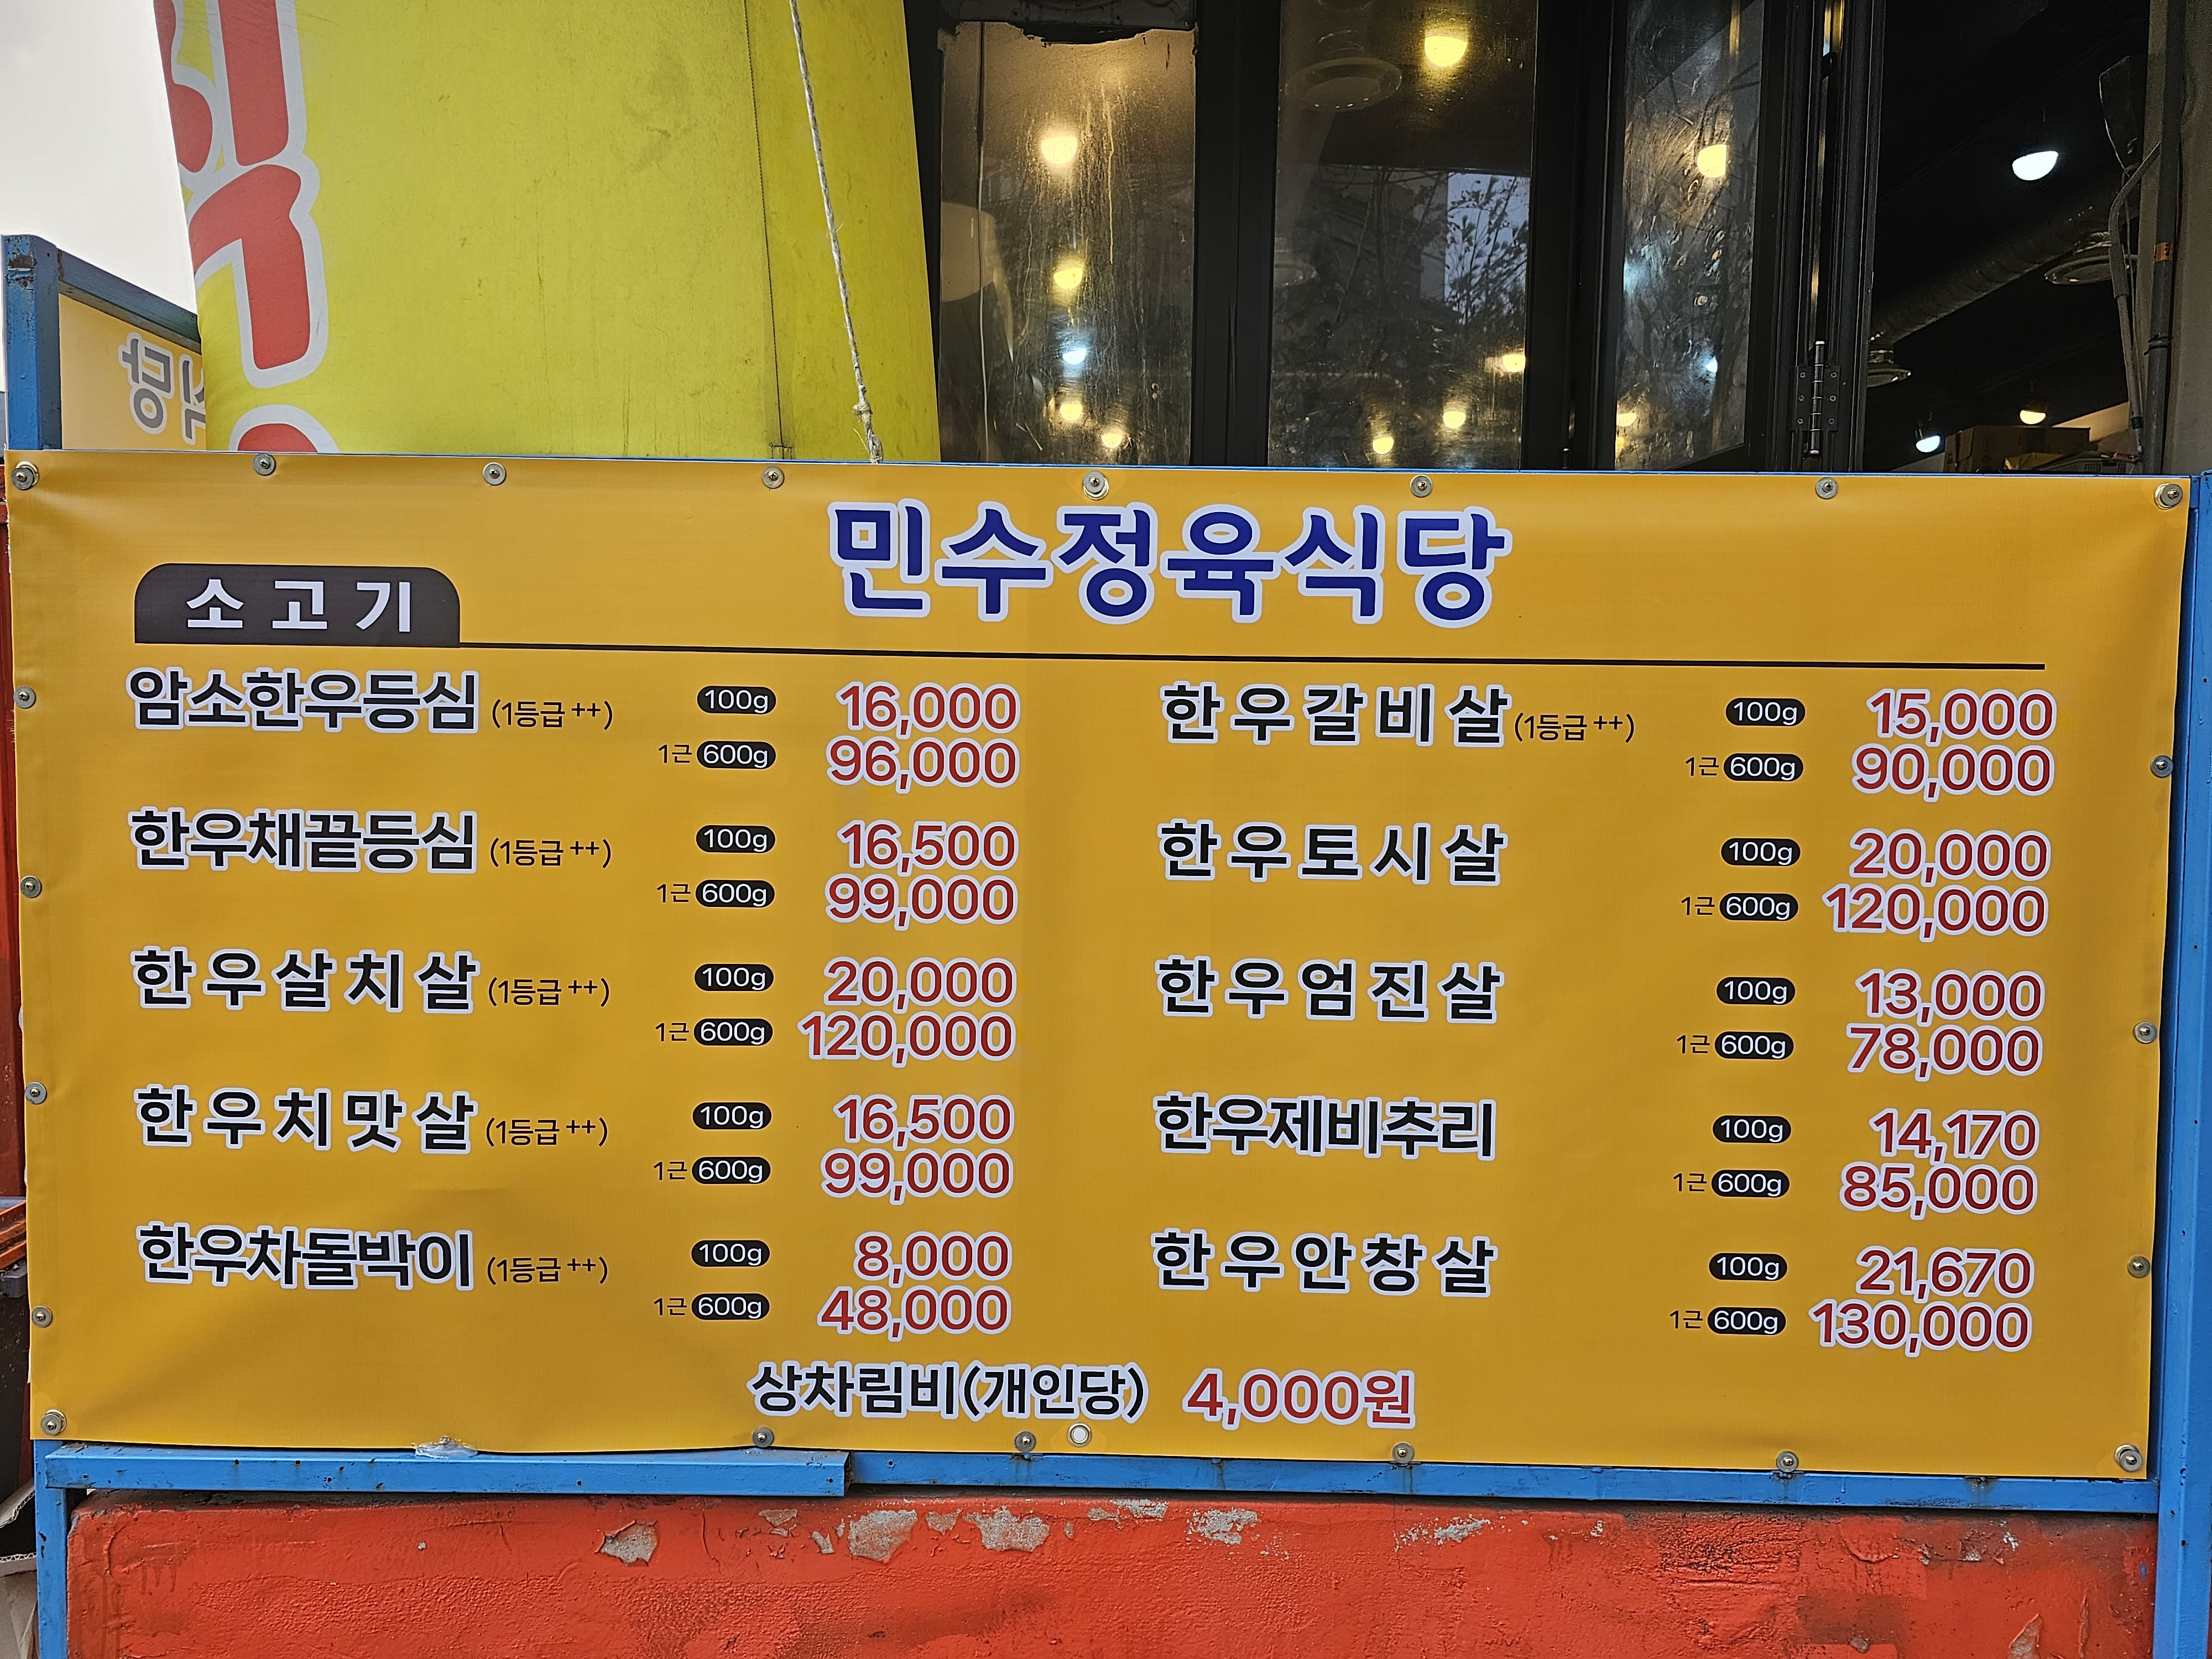 민수정육식당
소고기
암소한우등심 (1등급++) 100g 16,000
1근 600g 96,000
한우채끝등심 (1등급++) 100g 16,500
1근 600g 99,000
한우살치살 (1등급++) 100g 20,000
1근 600g 120,000
한우치맛살 (1등급++) 100g 16,500
1근 600g 99,000
한우차돌박이 (1등급++) 100g 8,000
1근 600g 48,000
한우갈비살 (1등급++) 100g 15,000
1근 600g 90,000
한우토시살 100g 20,000
1근 600g 120,000
한우엄진살 100g 13,000
1근 600g 78,000
한우제비추리 100g 14,170
1근 600g 85,000
한우안창살 100g 21,670
1근 600g 130,000
상차림비(개인당) 4,000원
식당